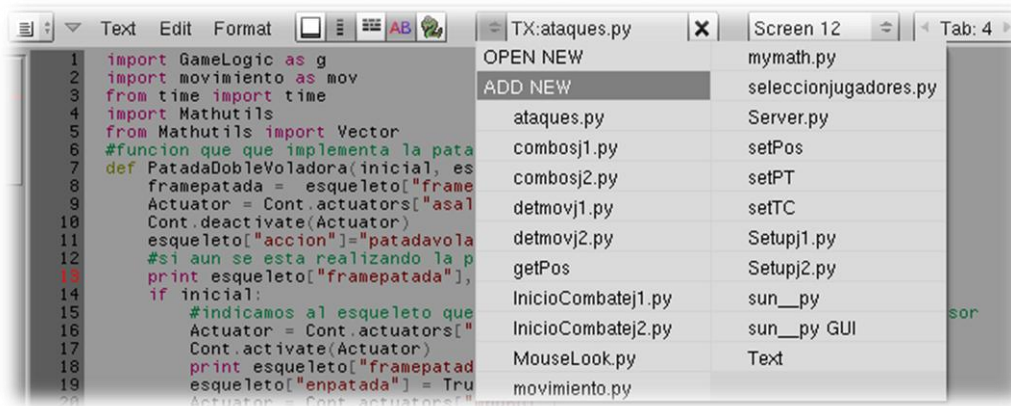 Text Edit Format AB TX:ataques.py Screen 12 Tab: 4
1 import GameLogic as g
2 import movimiento as mov
3 from time import time
4 import Mathutils
5 from Mathutils import Vector
6 #funcion que que implementa la pata
7 def PatadaDobleVoladora(inicial, es
8 framepatada = esqueleto["frame
9 Actuator = Cont.actuators["asal
10 Cont.deactivate(Actuator)
11 esqueleto["accion"]="patadavola
12 #si aun se esta realizando la p
13 print esqueleto["framepatada"],
14 if inicial:
15 #indicamos al esqueleto que sor
16 Actuator = Cont.actuators["
17 Cont.activate(Actuator)
18 print esqueleto["framepatad
19 esqueleto["enpatada"] = Tru
20 Actuator = Cont.actuators["
OPEN NEW
ADD NEW
ataques.py
combosj1.py
combosj2.py
detmovj1.py
detmovj2.py
getPos
InicioCombatej1.py
InicioCombatej2.py
MouseLook.py
movimiento.py
mymath.py
seleccionjugadores.py
Server.py
setPos
setPT
setTC
Setupj1.py
Setupj2.py
sun__py
sun__py GUI
Text